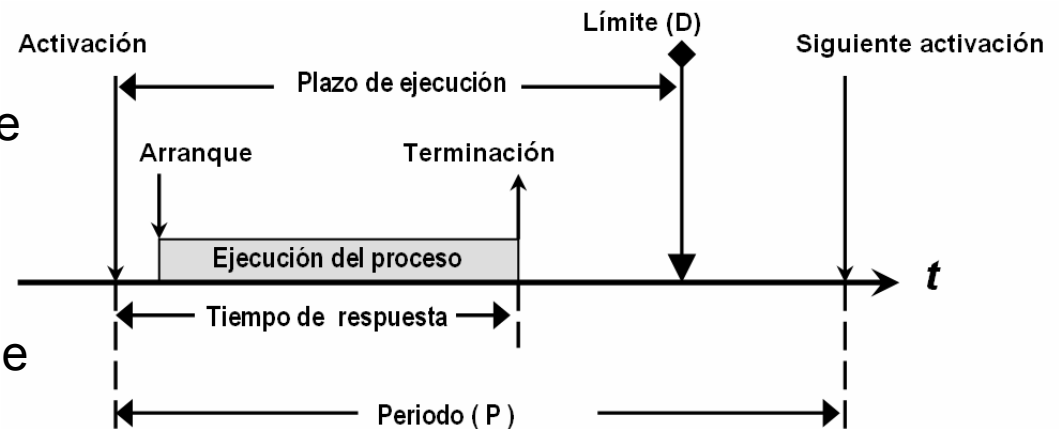 Límite (D)
Activación
Siguiente activación
Plazo de ejecución
e
Arranque
Terminación
Ejecución del proceso
t
Tiempo de respuesta
e
Periodo ( P )